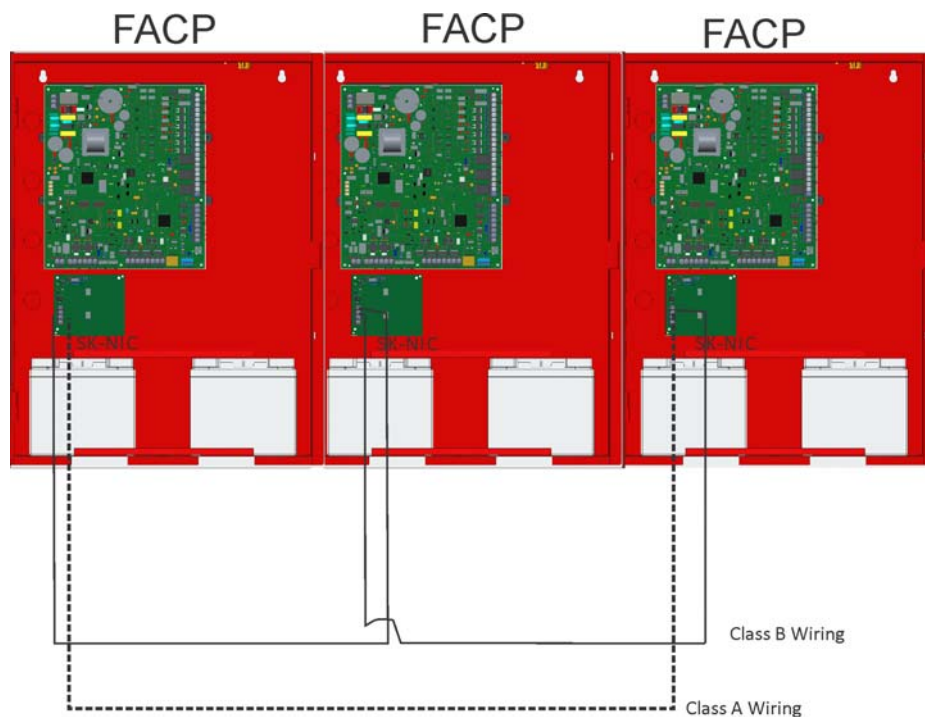 FACP FACP FACP
SK-NIC SK-NIC SK-NIC
Class B Wiring
Class A Wiring